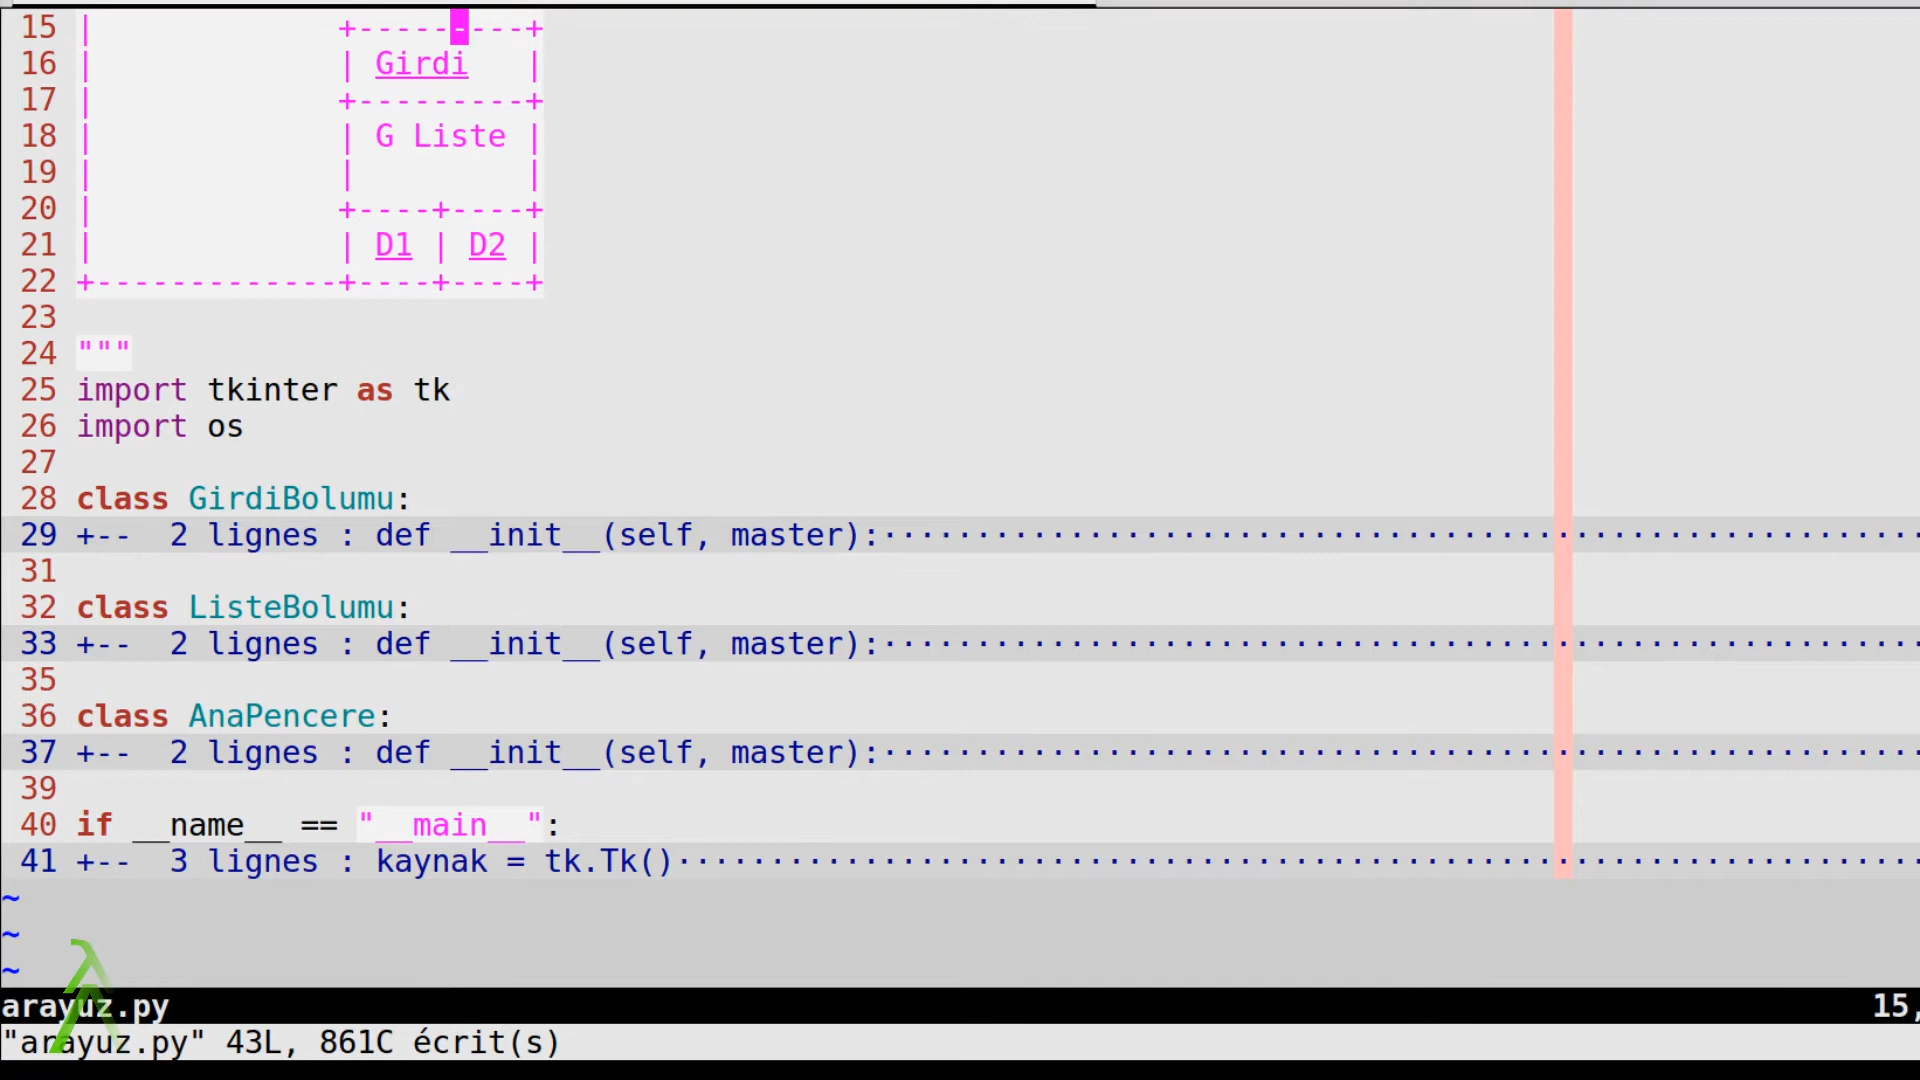 15 |             +-----+---+
16 |             | Girdi   |
17 |             +---------+
18 |             | G Liste |
19 |             |         |
20 |             +----+----+
21 |             | D1 | D2 |
22 +-------------+----+----+
23
24 """
25 import tkinter as tk
26 import os
27
28 class GirdiBolumu:
29 +--  2 lignes : def __init__(self, master):·······················································
31
32 class ListeBolumu:
33 +--  2 lignes : def __init__(self, master):·······················································
35
36 class AnaPencere:
37 +--  2 lignes : def __init__(self, master):·······················································
39
40 if __name__ == "__main__":
41 +--  3 lignes : kaynak = tk.Tk()··································································
~
~
~
arayuz.py 15,
"arayuz.py" 43L, 861C écrit(s)